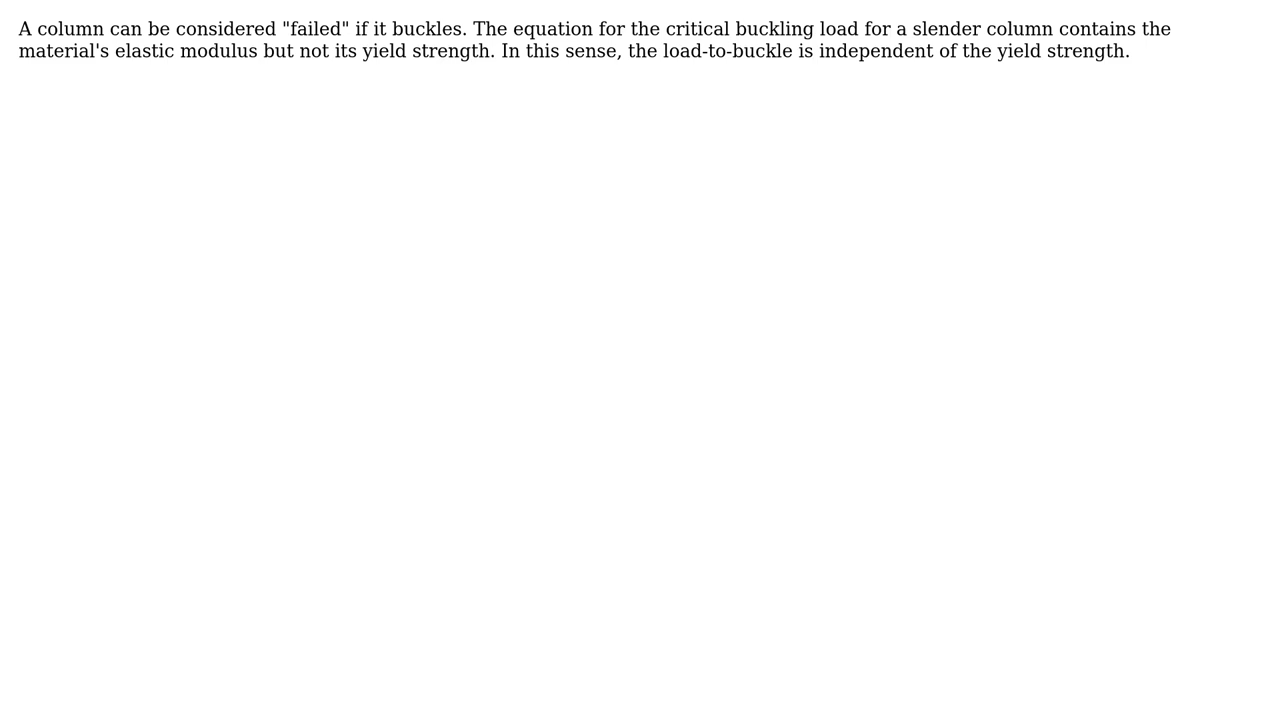 A column can be considered "failed" if it buckles. The equation for the critical buckling load for a slender column contains the
material's elastic modulus but not its yield strength. In this sense, the load-to-buckle is independent of the yield strength.